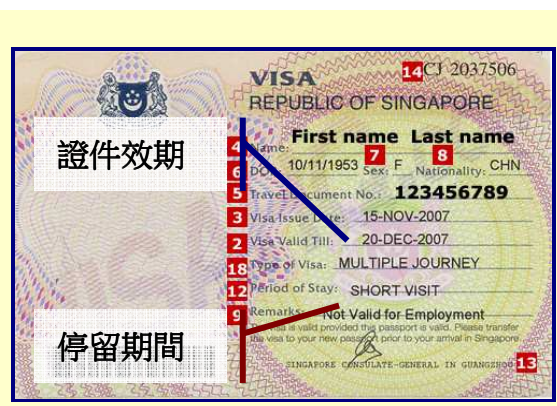 VISA
14 CJ 2037506
REPUBLIC OF SINGAPORE
First name Last name
4 Name:
證件效期
6 DO 10/11/1953 7 Sex: F 8 Nationality: CHN
5 Travel Document No.: 123456789
3 Visa Issue Date: 15-NOV-2007
2 Visa Valid Till: 20-DEC-2007
18 Type of Visa: MULTIPLE JOURNEY
12 Period of Stay: SHORT VISIT
9 Remarks: Not Valid for Employment
visa is valid provided this passport is valid. Please transfer
the visa to your new passport prior to your arrival in Singapore.
停留期間
SINGAPORE CONSULATE-GENERAL IN GUANGZHOU 13